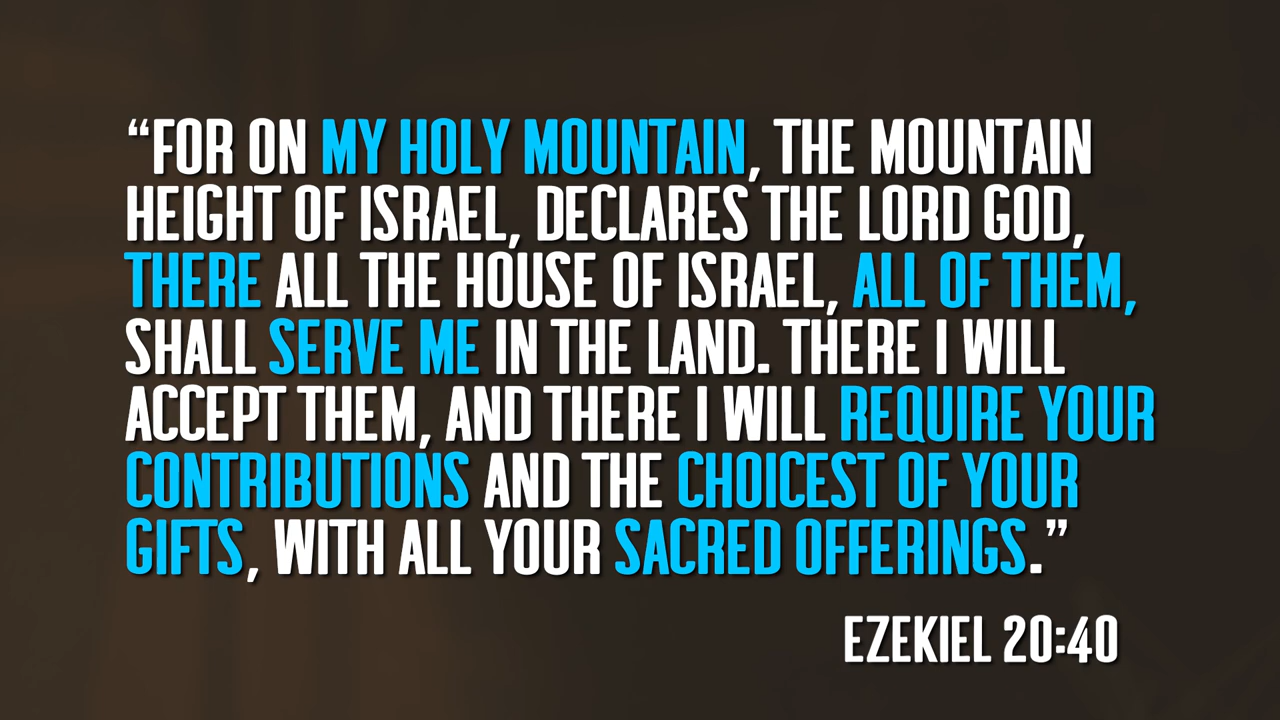 “FOR ON MY HOLY MOUNTAIN, THE MOUNTAIN
HEIGHT OF ISRAEL, DECLARES THE LORD GOD,
THERE ALL THE HOUSE OF ISRAEL, ALL OF THEM,
SHALL SERVE ME IN THE LAND. THERE I WILL
ACCEPT THEM, AND THERE I WILL REQUIRE YOUR
CONTRIBUTIONS AND THE CHOICEST OF YOUR
GIFTS, WITH ALL YOUR SACRED OFFERINGS.”
EZEKIEL 20:40